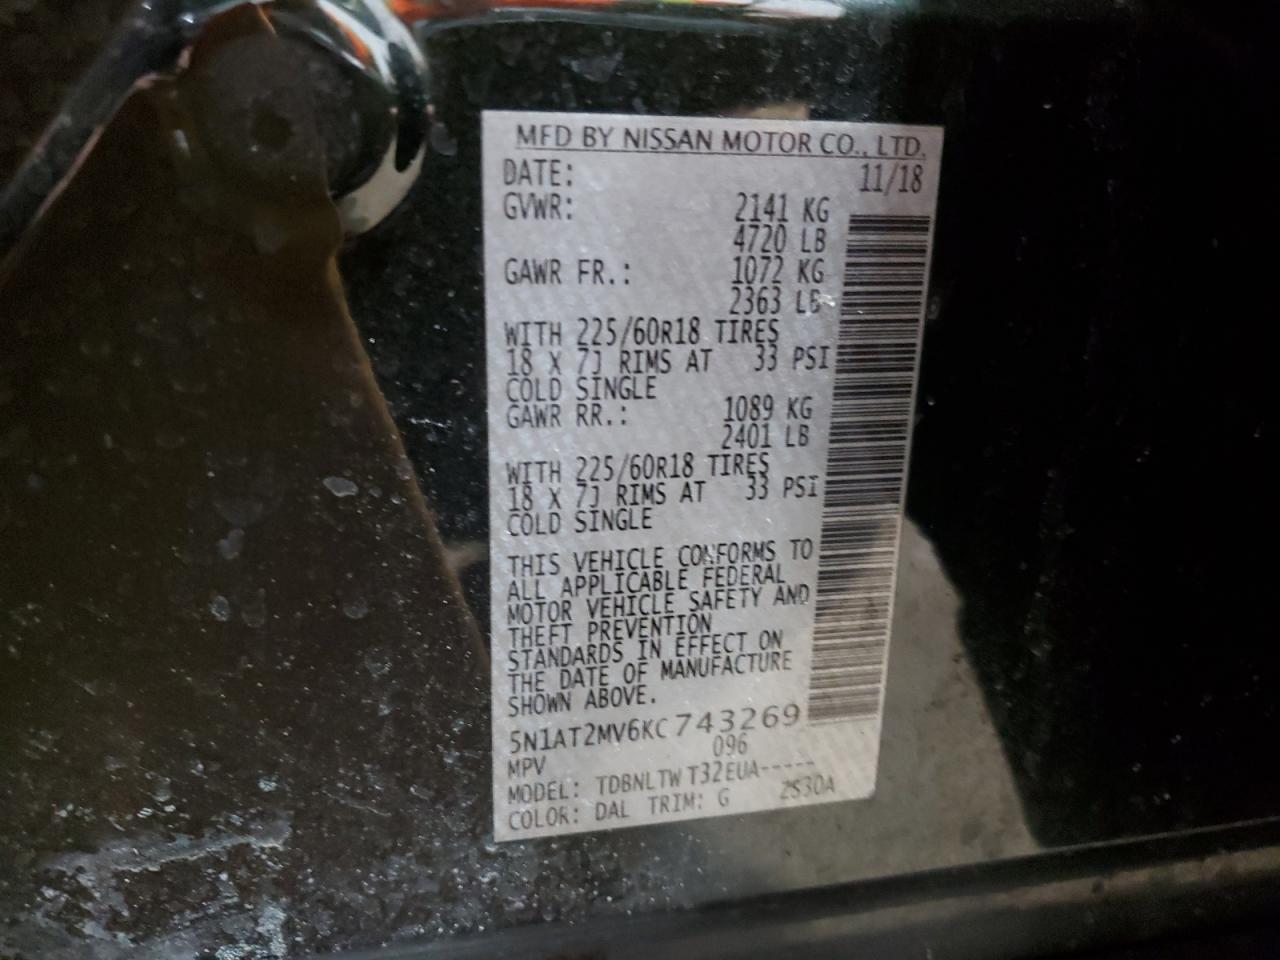 MFD BY NISSAN MOTOR CO., LTD.
DATE: 11/18
GVWR: 2141 KG
4720 LB
GAWR FR.: 1072 KG
2363 LB
WITH 225/60R18 TIRES
18 X 7J RIMS AT 33 PSI
COLD SINGLE
GAWR RR.: 1089 KG
2401 LB
WITH 225/60R18 TIRES
18 X 7J RIMS AT 33 PSI
COLD SINGLE
THIS VEHICLE CONFORMS TO
ALL APPLICABLE FEDERAL
MOTOR VEHICLE SAFETY AND
THEFT PREVENTION
STANDARDS IN EFFECT ON
THE DATE OF MANUFACTURE
SHOWN ABOVE.
5N1AT2MV6KC743269
MPV 096
MODEL: TDBNLTW T32EUA-----
COLOR: DAL TRIM: G 2S30A